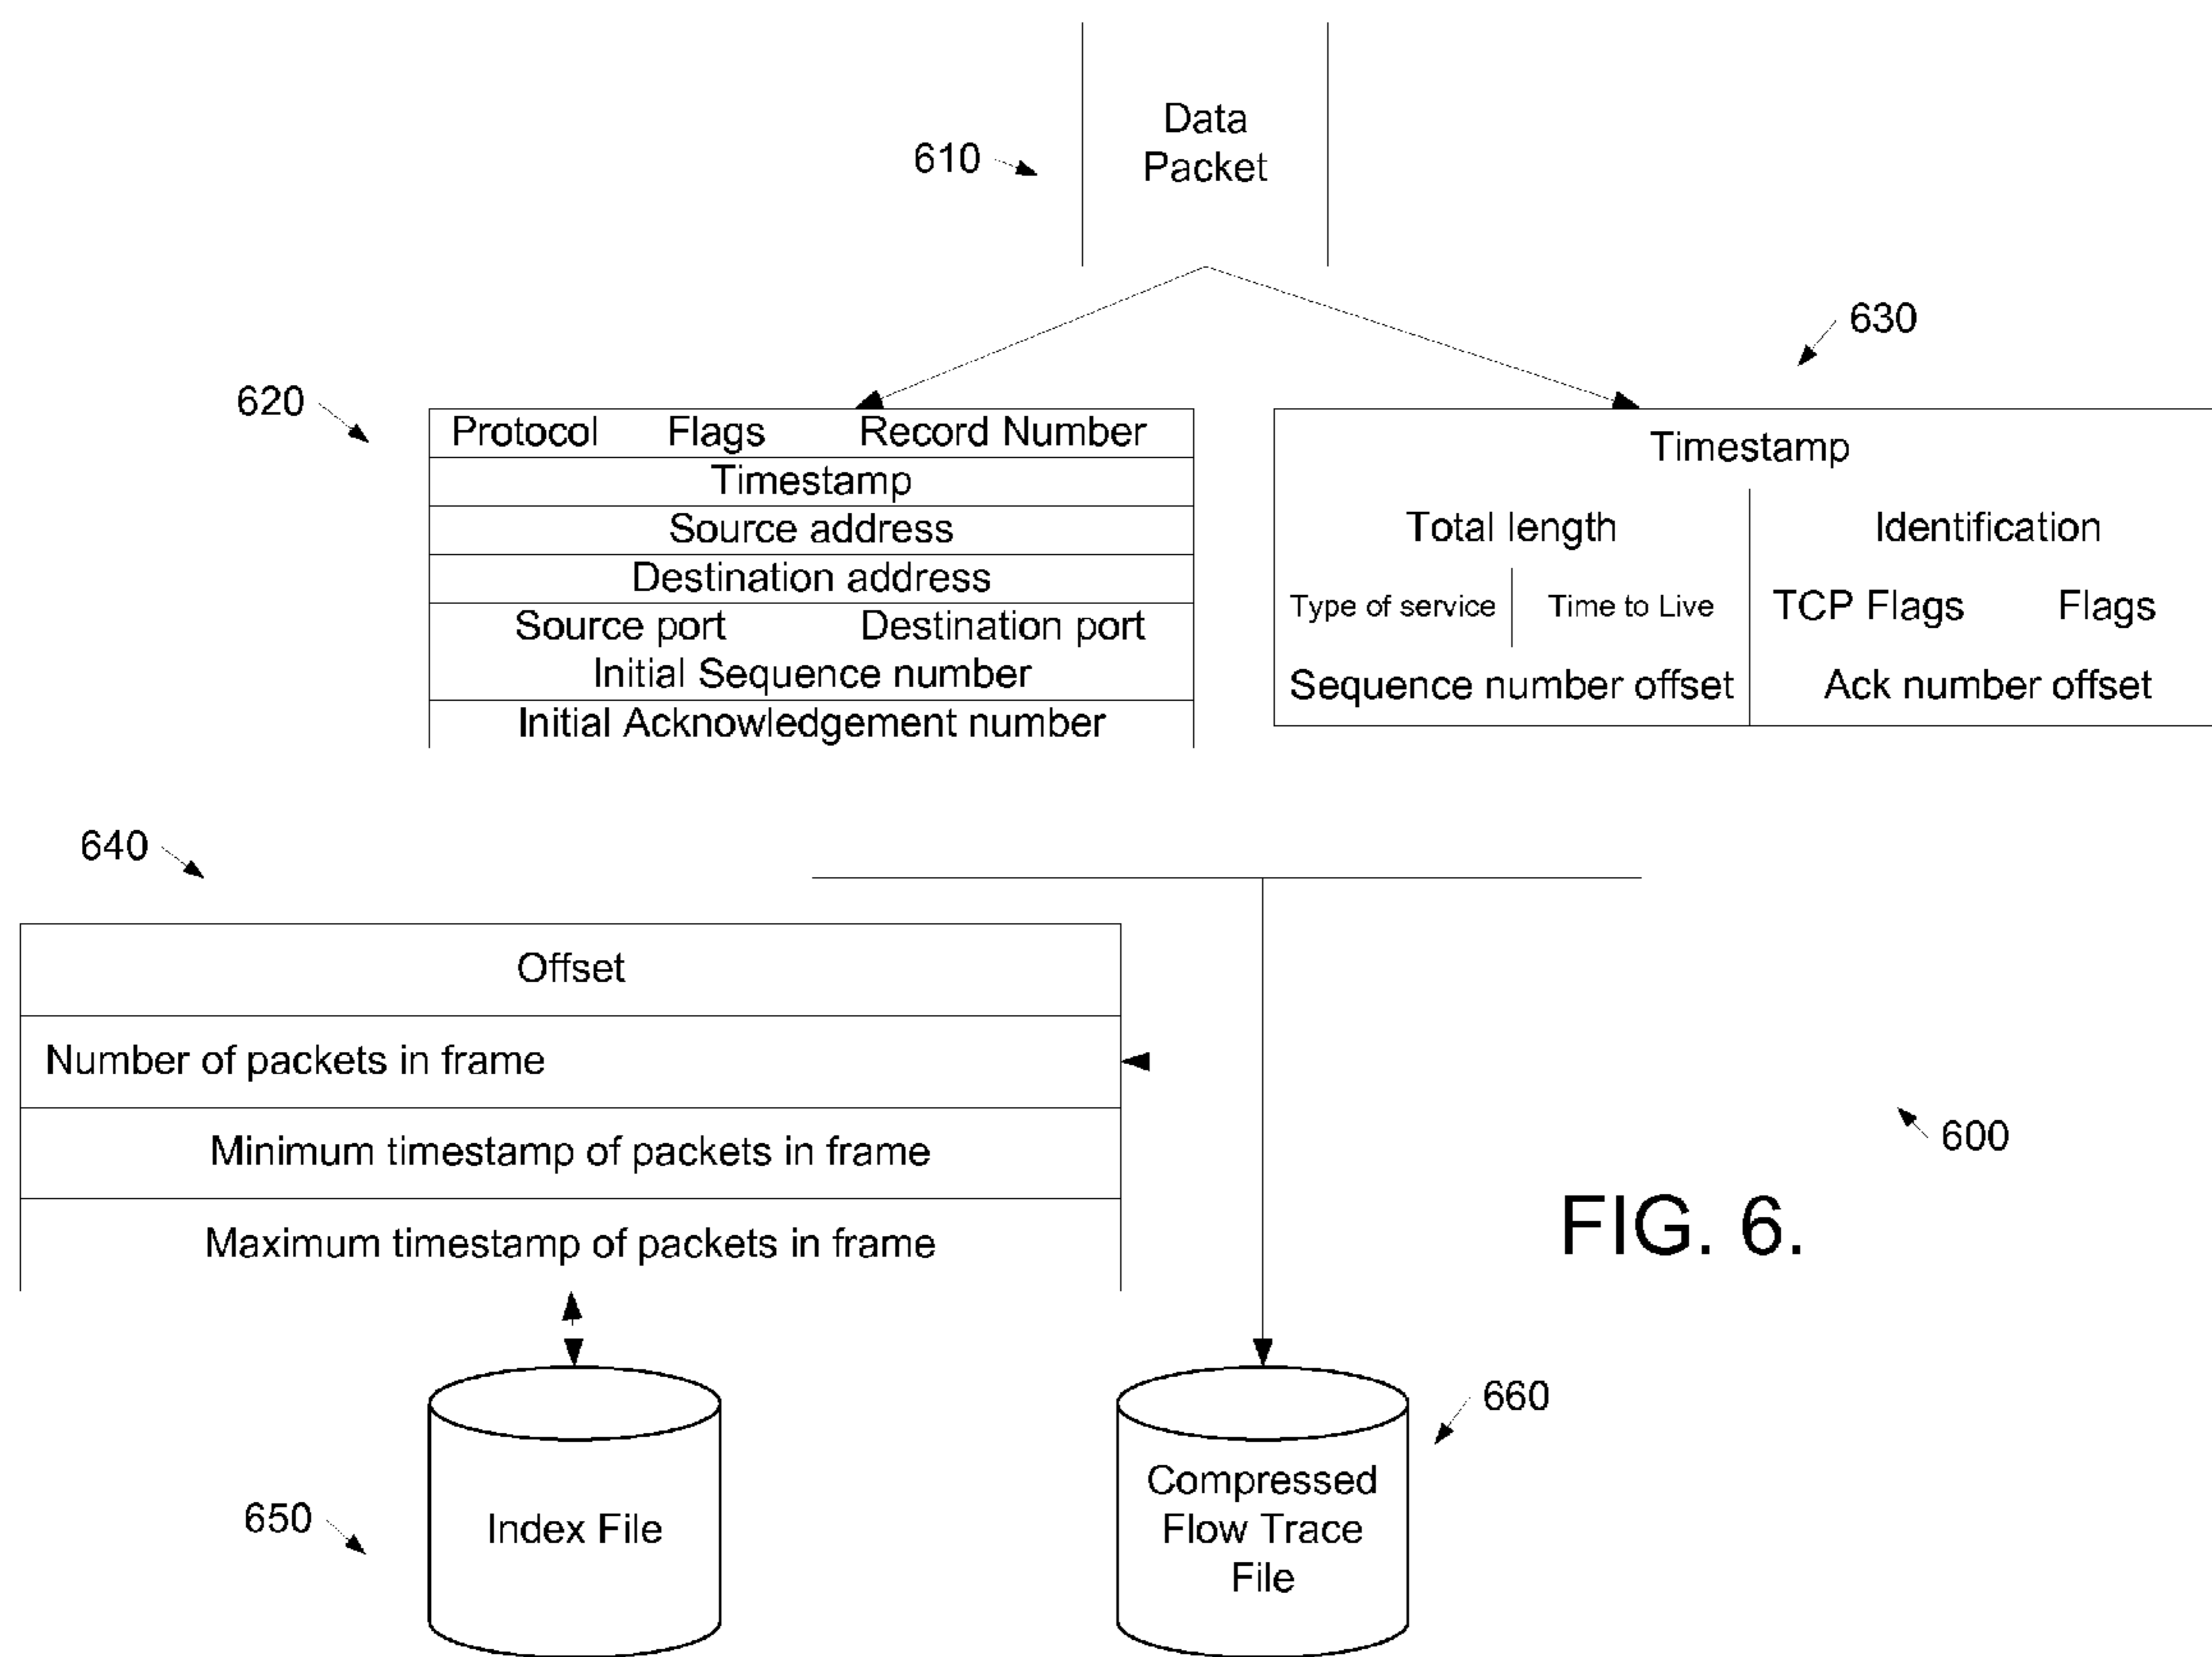 Data
Packet
610
630
620
Protocol Flags Record Number
Timestamp
Source address
Destination address
Source port Destination port
Initial Sequence number
Initial Acknowledgement number
Timestamp
Total length Identification
Type of service Time to Live TCP Flags Flags
Sequence number offset Ack number offset
640
Offset
Number of packets in frame
Minimum timestamp of packets in frame
Maximum timestamp of packets in frame
600
FIG. 6.
650
Index File
660
Compressed
Flow Trace
File